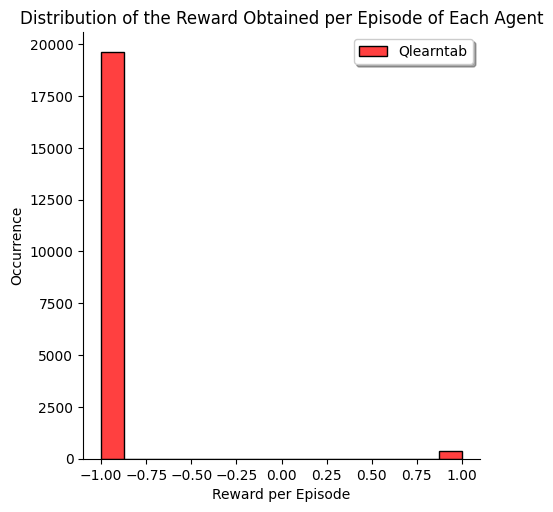 Distribution of the Reward Obtained per Episode of Each Agent
Qlearntab
20000
17500
15000
12500
10000
7500
5000
2500
0
Occurrence
−1.00 −0.75 −0.50 −0.25 0.00 0.25 0.50 0.75 1.00
Reward per Episode